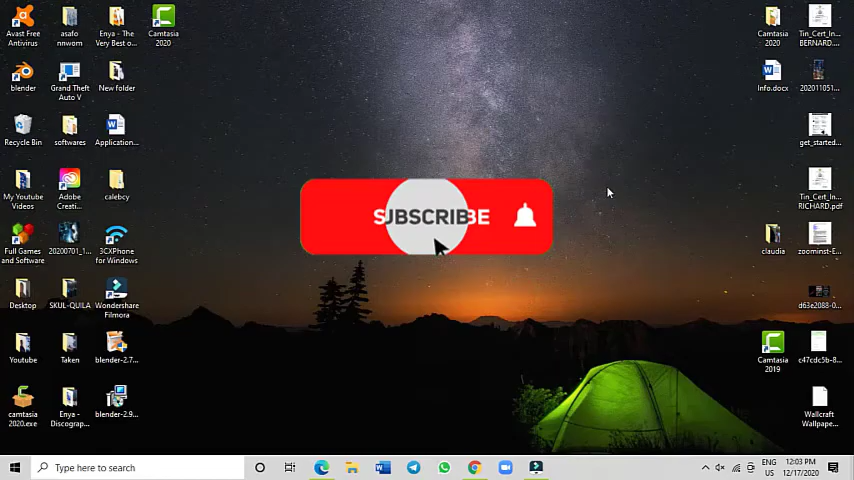 Avast Free
Antivirus
asafo
nnwom
Enya - The
Very Best o...
Camtasia
2020
blender
Grand Theft
Auto V
New folder
Recycle Bin
softwares
Application...
My Youtube
Videos
Adobe
Creati...
calebcy
Full Games
and Software
20200701_1...
3CXPhone
for Windows
Desktop
SKUL-QUILA
Wondershare
Filmora
Youtube
Taken
blender-2.7...
camtasia
2020.exe
Enya -
Discograp...
blender-2.9...
SUBSCRIBE
Camtasia
2020
Tin_Cert_In...
BERNARD....
Info.docx
202011051...
get_started...
Tin_Cert_In...
RICHARD.pdf
claudia
zoominst-E...
d63e2088-0...
Camtasia
2019
c47cdc5b-8...
Wallcraft
Wallpape...
Type here to search
ENG
US
12:03 PM
12/17/2020